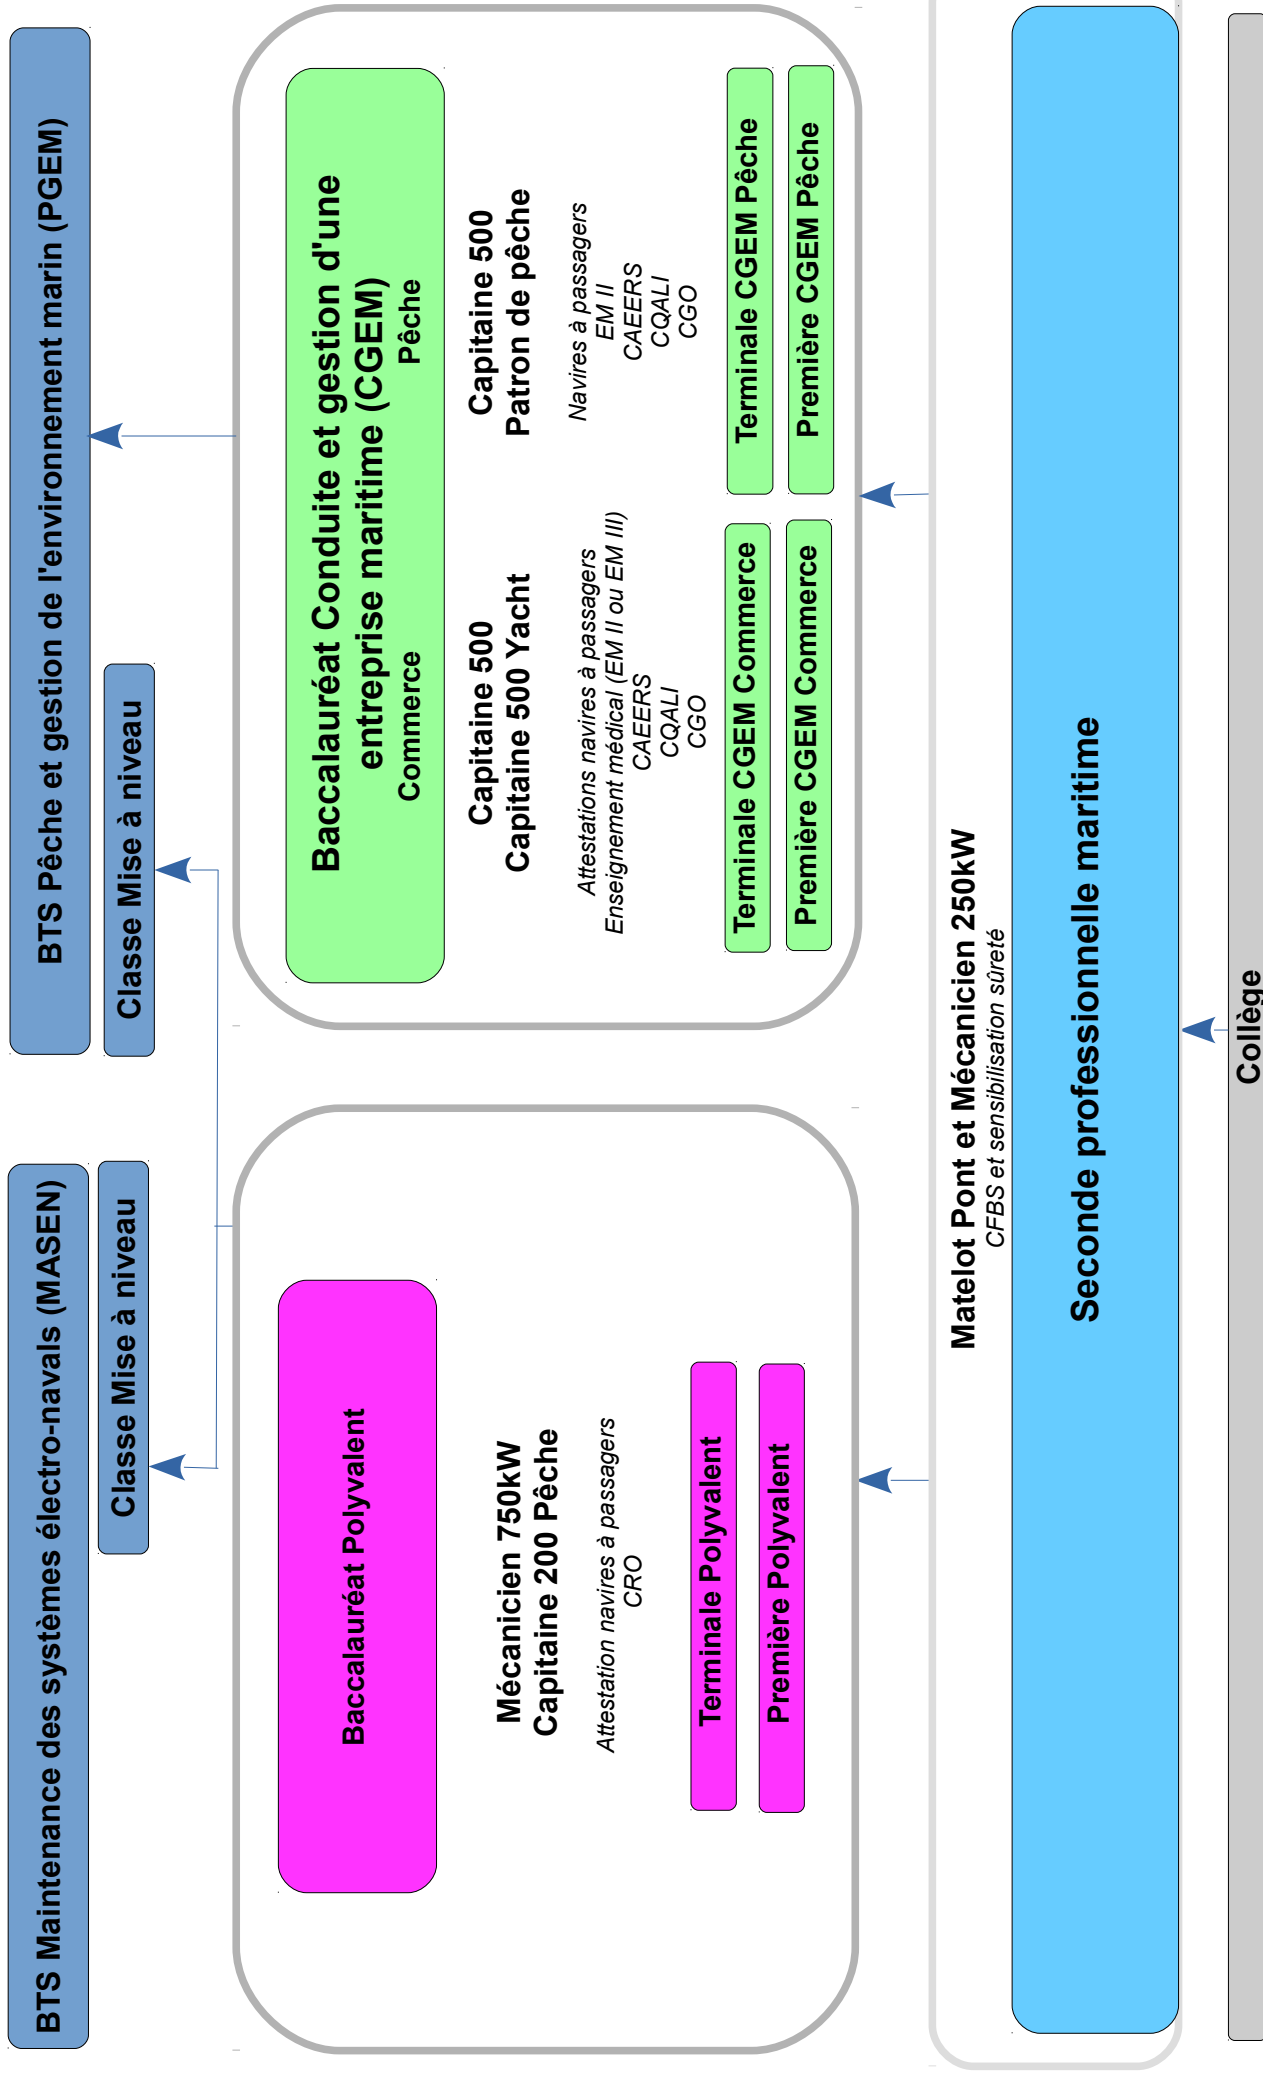 BTS Maintenance des systèmes électro-navals (MASEN)
Classe Mise à niveau
BTS Pêche et gestion de l'environnement marin (PGEM)
Classe Mise à niveau
Baccalauréat Polyvalent
Mécanicien 750kW
Capitaine 200 Pêche
Attestation navires à passagers
CRO
Terminale Polyvalent
Première Polyvalent
Baccalauréat Conduite et gestion d'une
entreprise maritime (CGEM)
Commerce
Pêche
Capitaine 500
Capitaine 500 Yacht
Attestations navires à passagers
Enseignement médical (EM II ou EM III)
CAEERS
CQALI
CGO
Terminale CGEM Commerce
Première CGEM Commerce
Capitaine 500
Patron de pêche
Navires à passagers
EM II
CAEERS
CQALI
CGO
Terminale CGEM Pêche
Première CGEM Pêche
Matelot Pont et Mécanicien 250kW
CFBS et sensibilisation sûreté
Seconde professionnelle maritime
Collège